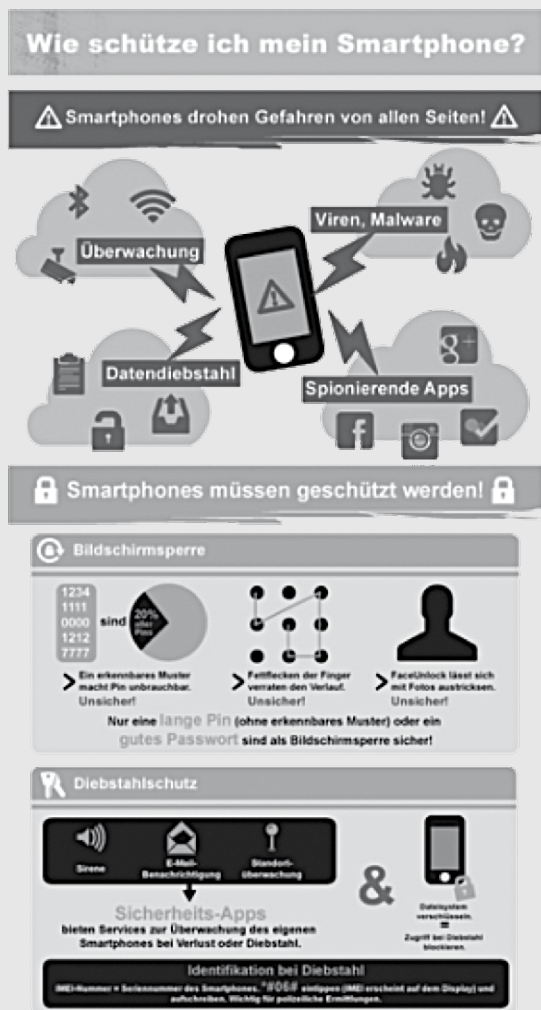 Wie schütze ich mein Smartphone?
Smartphones drohen Gefahren von allen Seiten!
Viren, Malware
Überwachung
Datendiebstahl
Spionierende Apps
g+
f
Smartphones müssen geschützt werden!
Bildschirmsperre
1234
1111
0000
1212
7777
sind
20%
aller
Pins
Ein erkennbares Muster
macht Pin unbrauchbar.
Unsicher!
Fettflecken der Finger
verraten den Verlauf.
Unsicher!
FaceUnlock lässt sich
mit Fotos austricksen.
Unsicher!
Nur eine lange Pin (ohne erkennbares Muster) oder ein
gutes Passwort sind als Bildschirmsperre sicher!
Diebstahlschutz
Sirene
E-Mail-
Benachrichtigung
Standort-
überwachung
&
Sicherheits-Apps
bieten Services zur Überwachung des eigenen
Smartphones bei Verlust oder Diebstahl.
Dateisystem
verschlüsseln.
=
Zugriff bei Diebstahl
blockieren.
Identifikation bei Diebstahl
IMEI-Nummer = Seriennummer des Smartphones. *#06# eintippen (IMEI erscheint auf dem Display) und
aufschreiben. Wichtig für polizeiliche Ermittlungen.